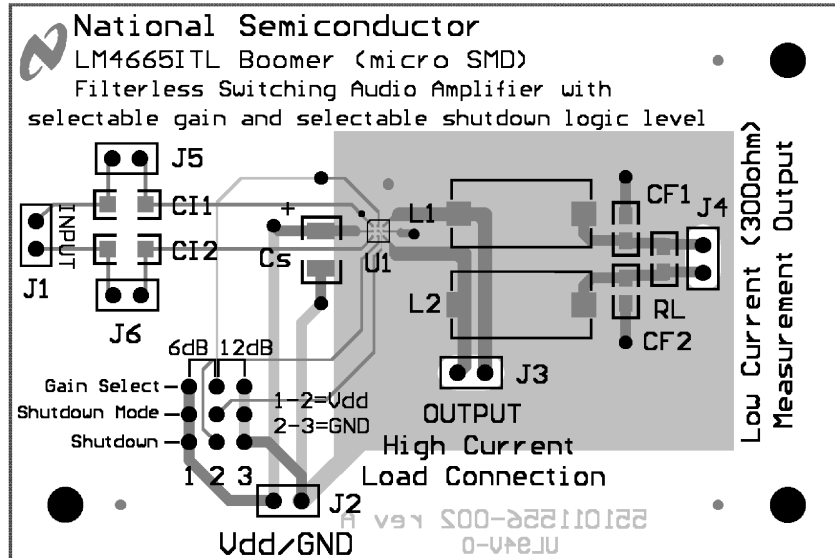 National Semiconductor
LM4665ITL Boomer (micro SMD)
Filterless Switching Audio Amplifier with
selectable gain and selectable shutdown logic level
J5
CI1
CI2
INPUT
J1
J6
+
Cs
U1
L1
L2
CF1
J4
RL
CF2
Low Current (300ohm)
Measurement Output
6dB 12dB
Gain Select
Shutdown Mode
Shutdown
1 2 3
1-2=Vdd
2-3=GND
J3
OUTPUT
High Current
Load Connection
J2
Vdd/GND
551011556-002 rev A
UL94V-0